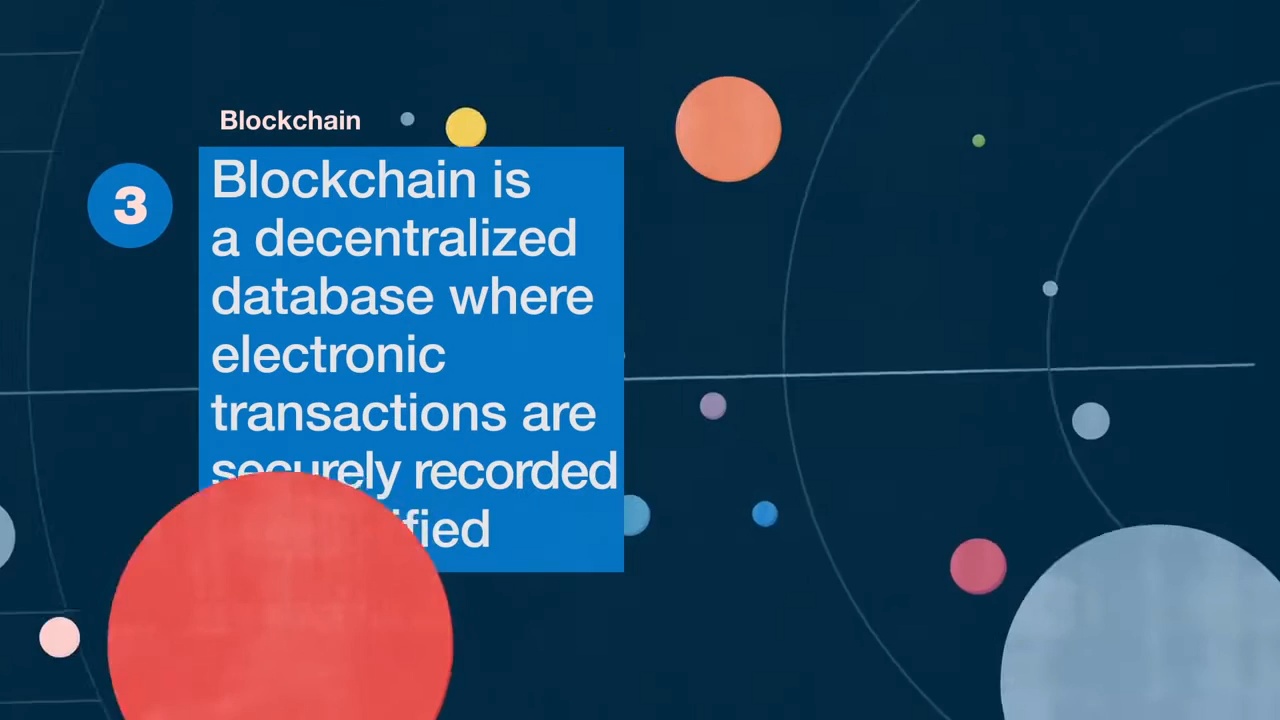 Blockchain
3
Blockchain is
a decentralized
database where
electronic
transactions are
securely recorded